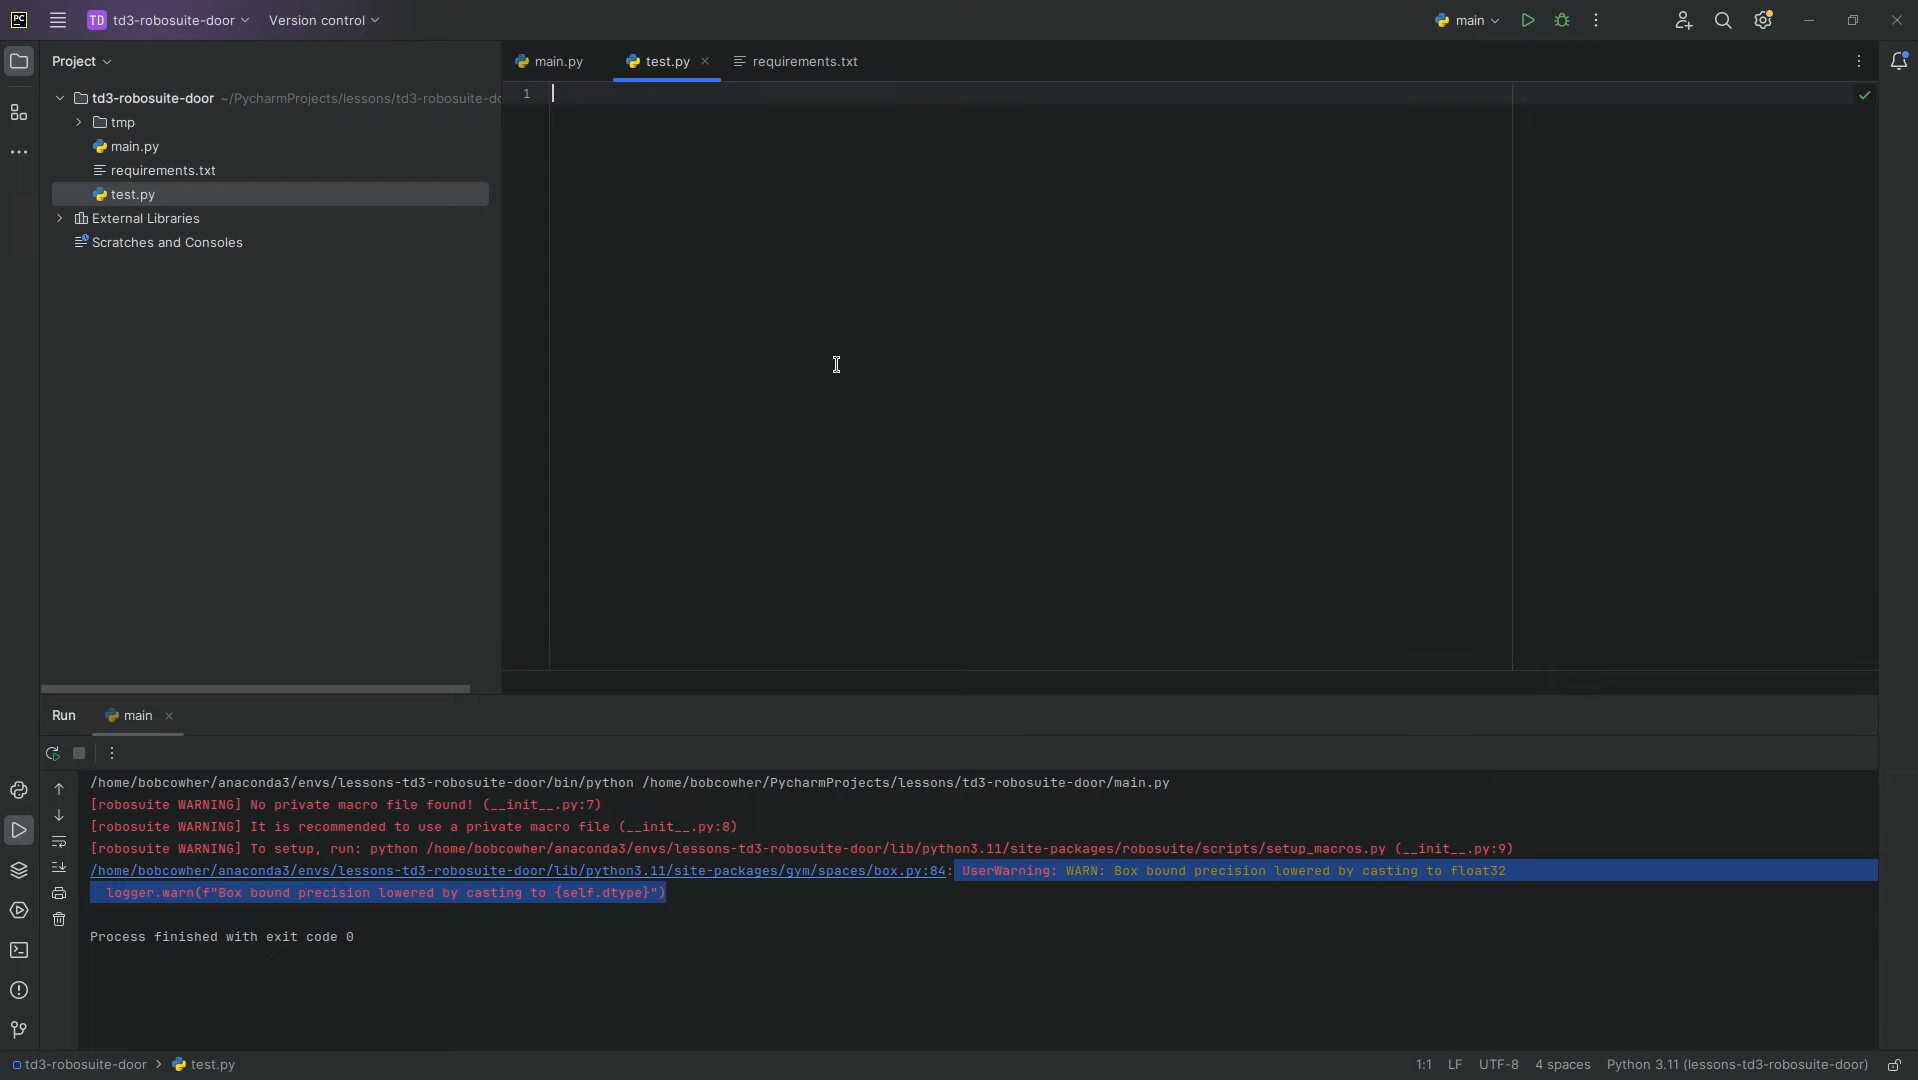 PC
TD td3-robosuite-door
Version control
main
Project
main.py
test.py
requirements.txt
td3-robosuite-door ~/PycharmProjects/lessons/td3-robosuite-do
1
tmp
main.py
requirements.txt
test.py
External Libraries
Scratches and Consoles
Run
main
/home/bobcowher/anaconda3/envs/lessons-td3-robosuite-door/bin/python /home/bobcowher/PycharmProjects/lessons/td3-robosuite-door/main.py
[robosuite WARNING] No private macro file found! (__init__.py:7)
[robosuite WARNING] It is recommended to use a private macro file (__init__.py:8)
[robosuite WARNING] To setup, run: python /home/bobcowher/anaconda3/envs/lessons-td3-robosuite-door/lib/python3.11/site-packages/robosuite/scripts/setup_macros.py (__init__.py:9)
/home/bobcowher/anaconda3/envs/lessons-td3-robosuite-door/lib/python3.11/site-packages/gym/spaces/box.py:84: UserWarning: WARN: Box bound precision lowered by casting to float32
logger.warn(f"Box bound precision lowered by casting to {self.dtype}")
Process finished with exit code 0
td3-robosuite-door > test.py
1:1
LF
UTF-8
4 spaces
Python 3.11 (lessons-td3-robosuite-door)